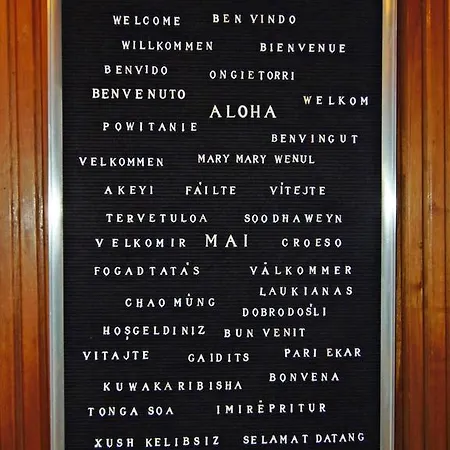 WELCOME BEN VINDO
WILLKOMMEN BIENVENUE
BENVIDO ONGIETORRI
BENVENUTO WELKOM
ALOHA
POWITANIE BENVINGUT
VELKOMMEN MARY MARY WENUL
AKEYI FÀILTE VÍTEJTE
TERVETULOA SOODHAWEYN
VELKOMIR MAI CROESO
FOGADTATÁS VÄLKOMMER
LAUKIANAS
CHAO MÙNG DOBRODOŠLI
HOŞGELDINIZ BUN VENIT
VITAJTE GAIDITS PARI EKAR
KUWAKARIBISHA BONVENA
TONGA SOA IMIRËPRITUR
XUSH KELIBSIZ SELAMAT DATANG